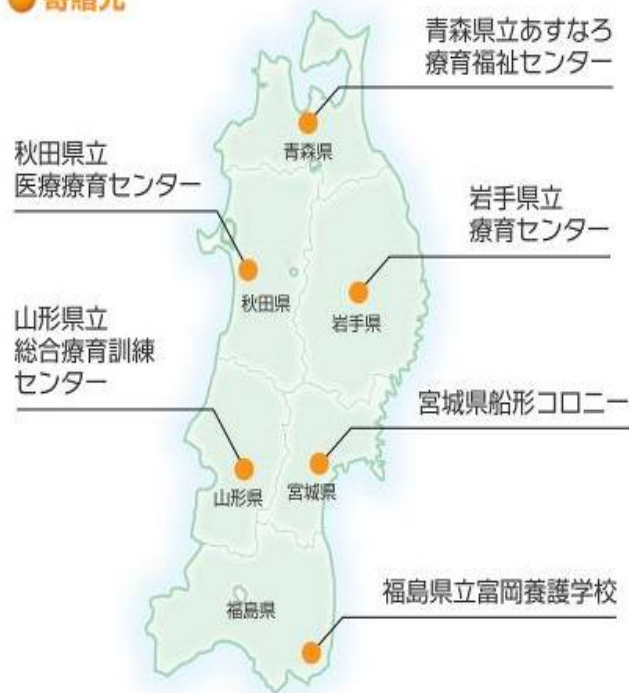 寄贈元
青森県立あすなろ
療育福祉センター
青森県
秋田県立
医療療育センター
岩手県立
療育センター
秋田県
岩手県
山形県立
総合療育訓練
センター
宮城県船形コロニー
山形県
宮城県
福島県立富岡養護学校
福島県